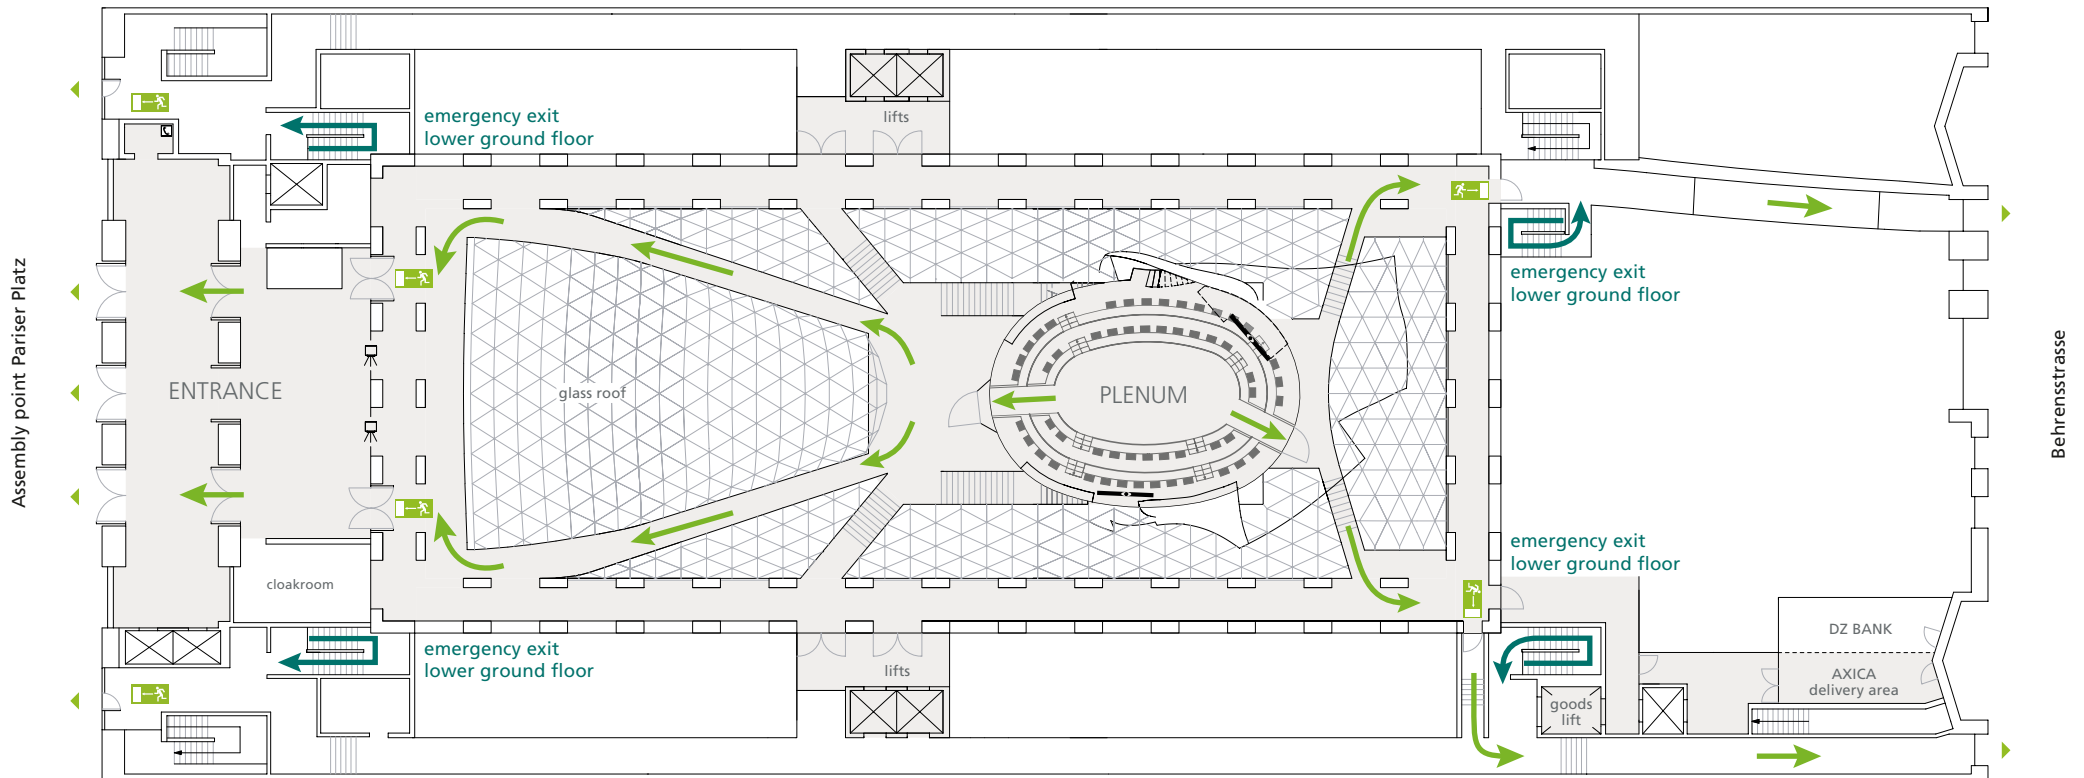 Assembly point Pariser Platz
emergency exit
lower ground floor
lifts
emergency exit
lower ground floor
ENTRANCE
glass roof
PLENUM
Behrensstrasse
emergency exit
lower ground floor
cloakroom
emergency exit
lower ground floor
lifts
DZ BANK
AXICA
delivery area
goods
lift